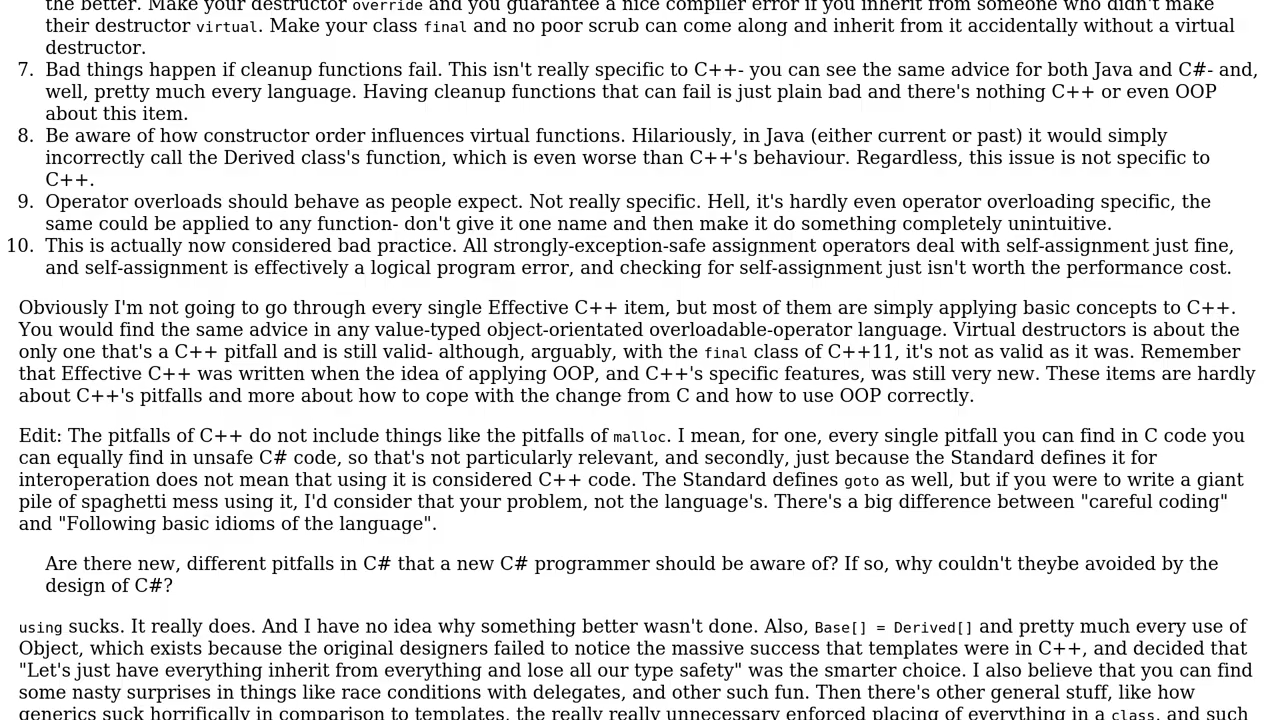 the better. Make your destructor override and you guarantee a nice compiler error if you inherit from someone who didn't make
their destructor virtual. Make your class final and no poor scrub can come along and inherit from it accidentally without a virtual
destructor.
7. Bad things happen if cleanup functions fail. This isn't really specific to C++- you can see the same advice for both Java and C#- and,
well, pretty much every language. Having cleanup functions that can fail is just plain bad and there's nothing C++ or even OOP
about this item.
8. Be aware of how constructor order influences virtual functions. Hilariously, in Java (either current or past) it would simply
incorrectly call the Derived class's function, which is even worse than C++'s behaviour. Regardless, this issue is not specific to
C++.
9. Operator overloads should behave as people expect. Not really specific. Hell, it's hardly even operator overloading specific, the
same could be applied to any function- don't give it one name and then make it do something completely unintuitive.
10. This is actually now considered bad practice. All strongly-exception-safe assignment operators deal with self-assignment just fine,
and self-assignment is effectively a logical program error, and checking for self-assignment just isn't worth the performance cost.
Obviously I'm not going to go through every single Effective C++ item, but most of them are simply applying basic concepts to C++.
You would find the same advice in any value-typed object-orientated overloadable-operator language. Virtual destructors is about the
only one that's a C++ pitfall and is still valid- although, arguably, with the final class of C++11, it's not as valid as it was. Remember
that Effective C++ was written when the idea of applying OOP, and C++'s specific features, was still very new. These items are hardly
about C++'s pitfalls and more about how to cope with the change from C and how to use OOP correctly.
Edit: The pitfalls of C++ do not include things like the pitfalls of malloc. I mean, for one, every single pitfall you can find in C code you
can equally find in unsafe C# code, so that's not particularly relevant, and secondly, just because the Standard defines it for
interoperation does not mean that using it is considered C++ code. The Standard defines goto as well, but if you were to write a giant
pile of spaghetti mess using it, I'd consider that your problem, not the language's. There's a big difference between "careful coding"
and "Following basic idioms of the language".
Are there new, different pitfalls in C# that a new C# programmer should be aware of? If so, why couldn't theybe avoided by the
design of C#?
using sucks. It really does. And I have no idea why something better wasn't done. Also, Base[] = Derived[] and pretty much every use of
Object, which exists because the original designers failed to notice the massive success that templates were in C++, and decided that
"Let's just have everything inherit from everything and lose all our type safety" was the smarter choice. I also believe that you can find
some nasty surprises in things like race conditions with delegates, and other such fun. Then there's other general stuff, like how
generics suck horrifically in comparison to templates, the really really unnecessary enforced placing of everything in a class, and such